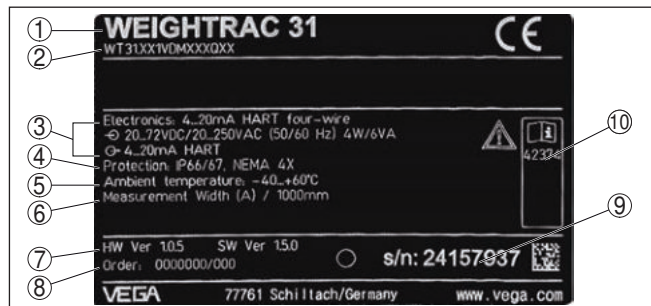 ① WEIGHTRAC 31
② WT31.XX1VDMXXXQXX
CE
③ Electronics: 4...20mA HART four-wire
20...72VDC/20...250VAC (50/60 Hz) 4W/6VA
4...20mA HART
④ Protection: IP66/67, NEMA 4X
⑤ Ambient temperature: -40...+60°C
⑥ Measurement Width (A) / 1000mm
⑩
i
⑦ HW Ver 1.0.5 SW Ver 1.5.0
⑧ Order: 0000000/000
s/n: 24157937 ⑨
VEGA 77761 Schiltach/Germany www.vega.com